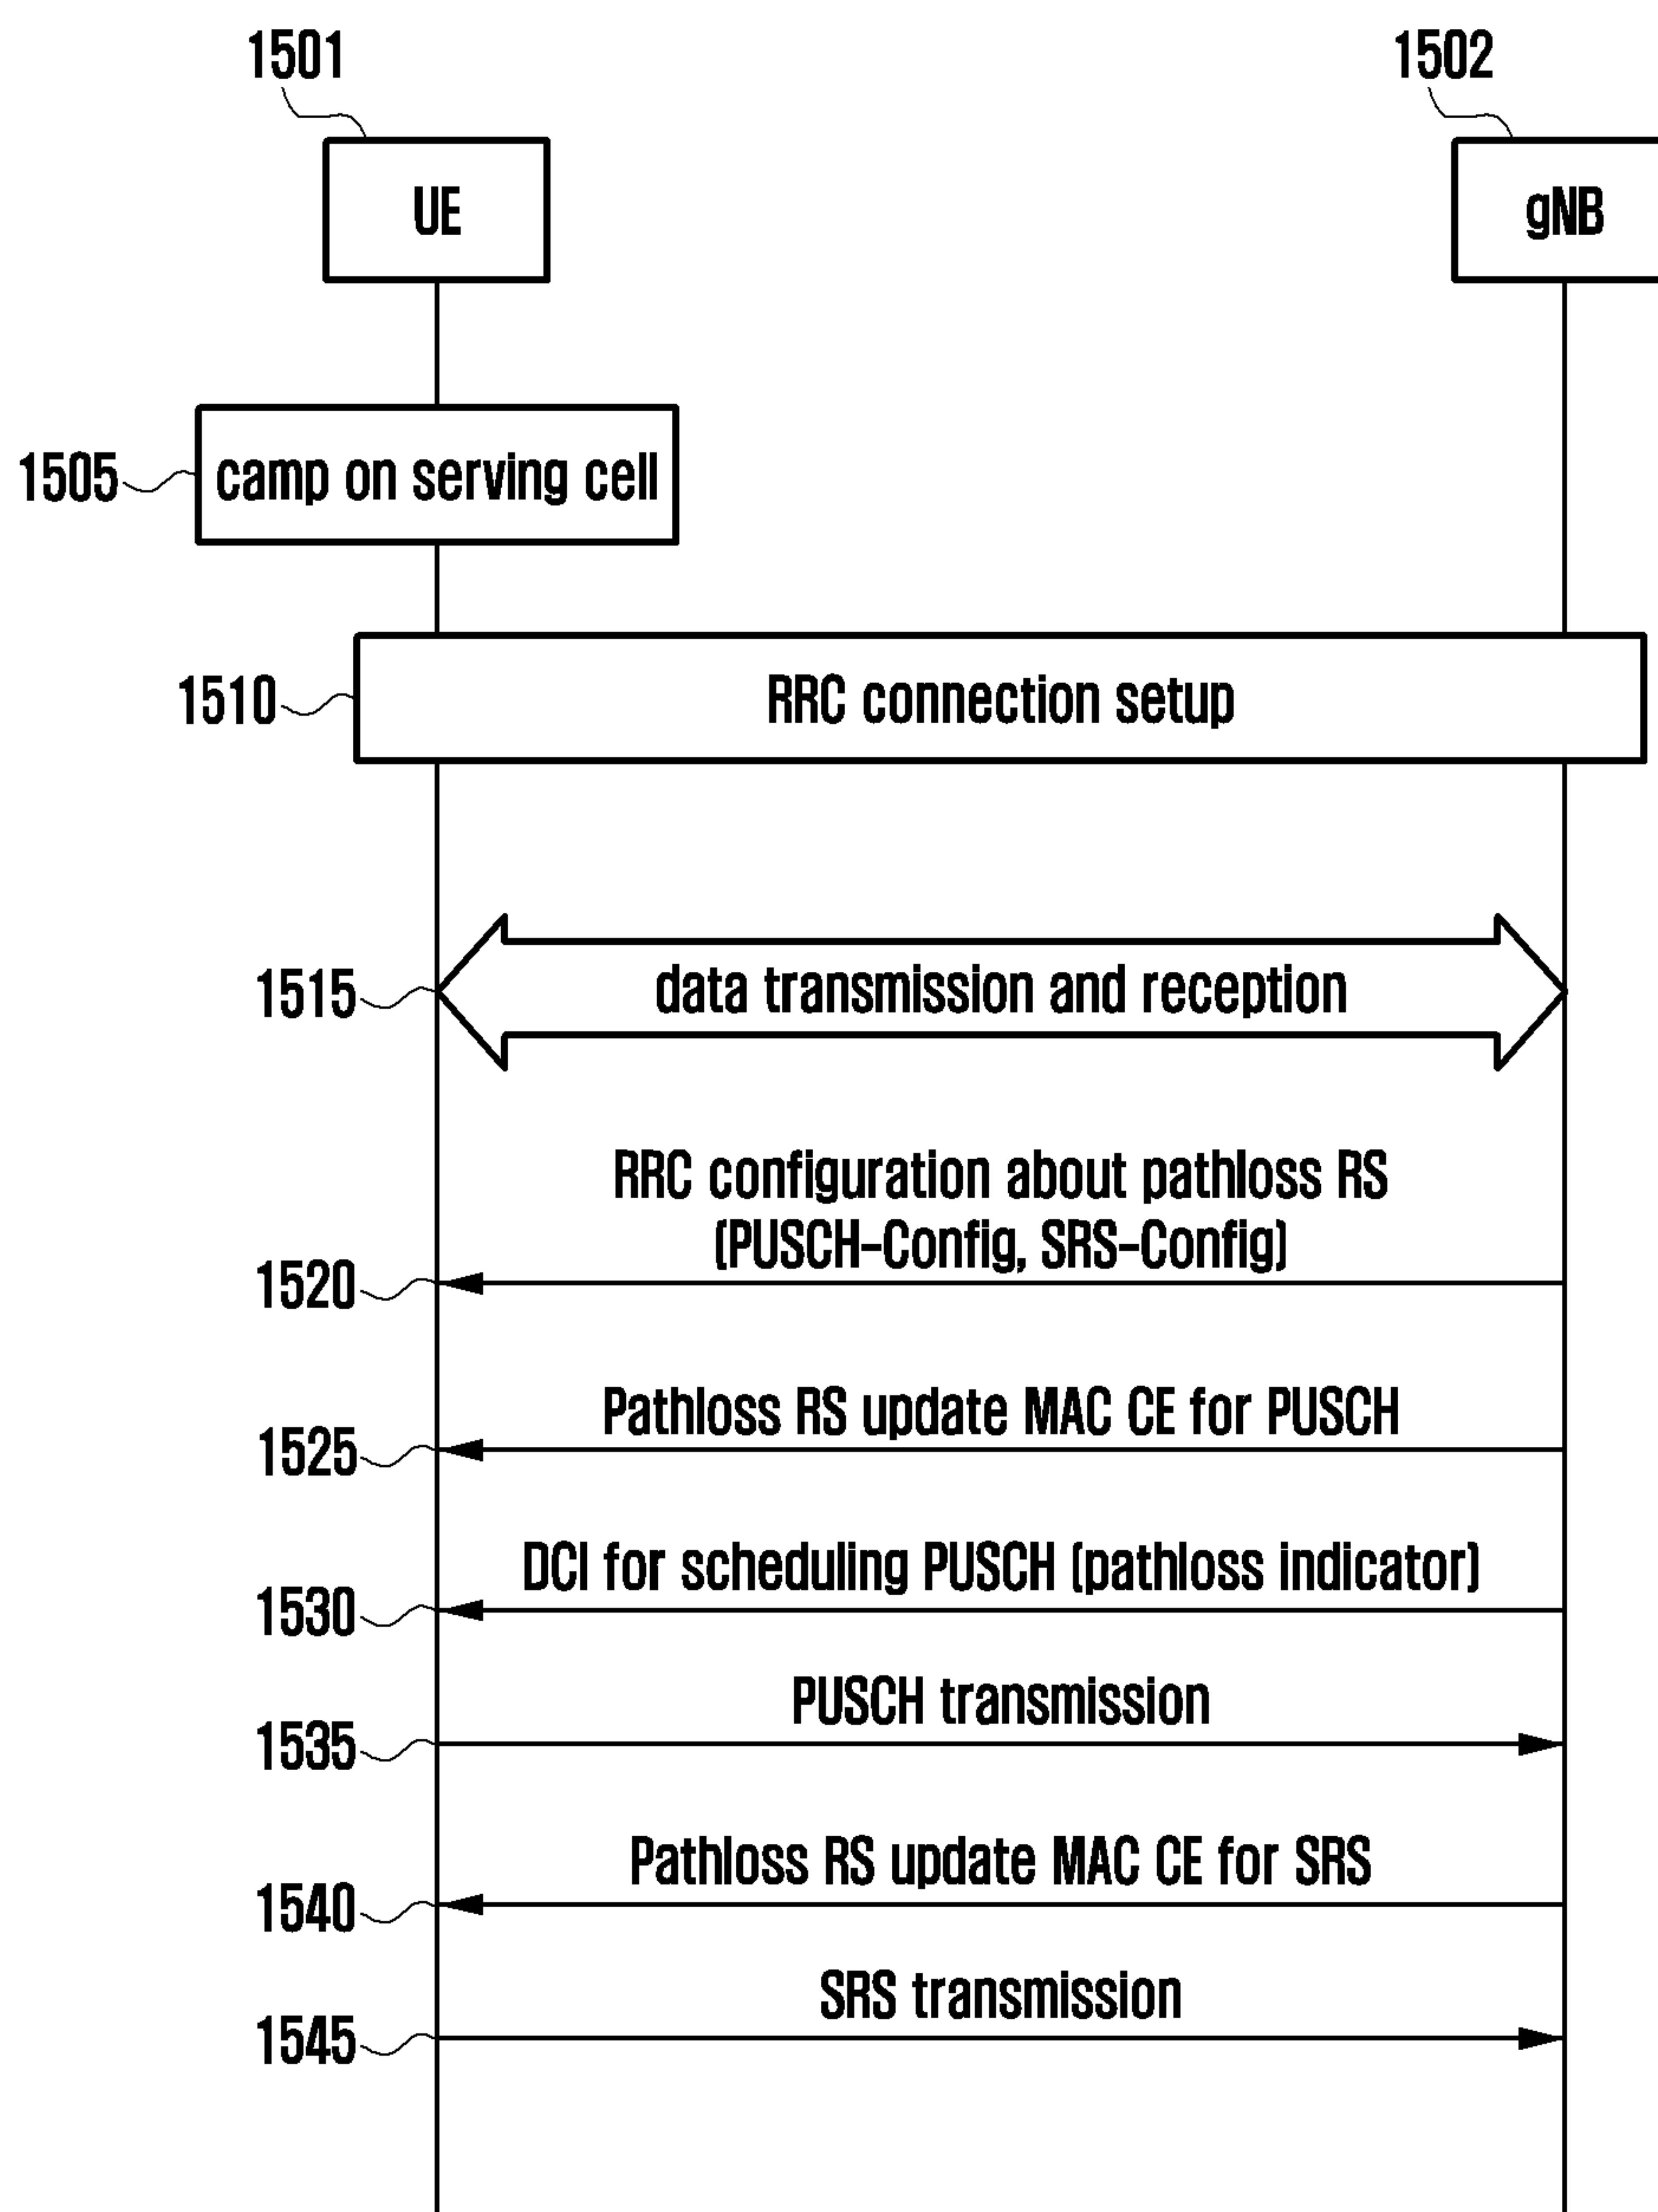 1501
1502
UE
gNB
1505
camp on serving cell
1510
RRC connection setup
1515
data transmission and reception
RRC configuration about pathloss RS
(PUSCH-Config, SRS-Config)
1520
Pathloss RS update MAC CE for PUSCH
1525
DCI for scheduling PUSCH (pathloss indicator)
1530
PUSCH transmission
1535
Pathloss RS update MAC CE for SRS
1540
SRS transmission
1545